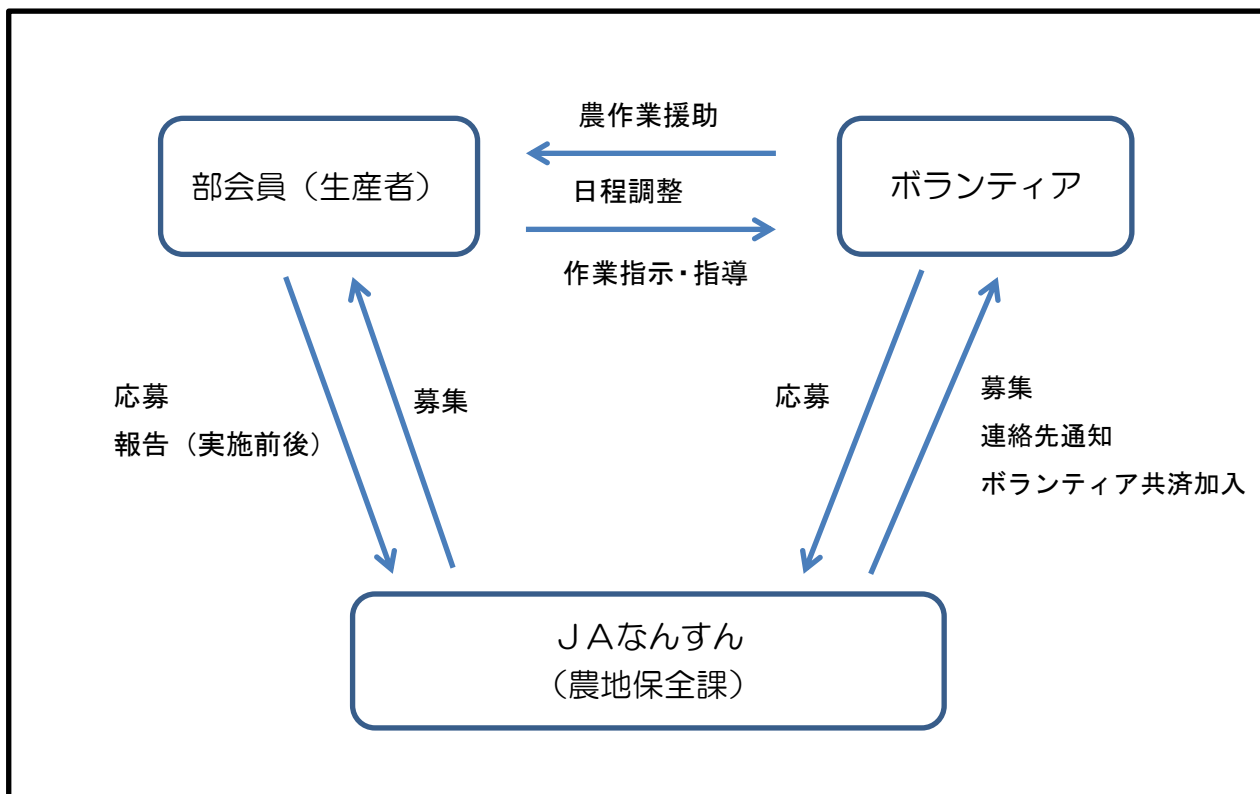 農作業援助
部会員（生産者）
日程調整
ボランティア
作業指示・指導
応募
報告（実施前後）
募集
応募
募集
連絡先通知
ボランティア共済加入
ＪＡなんすん
（農地保全課）